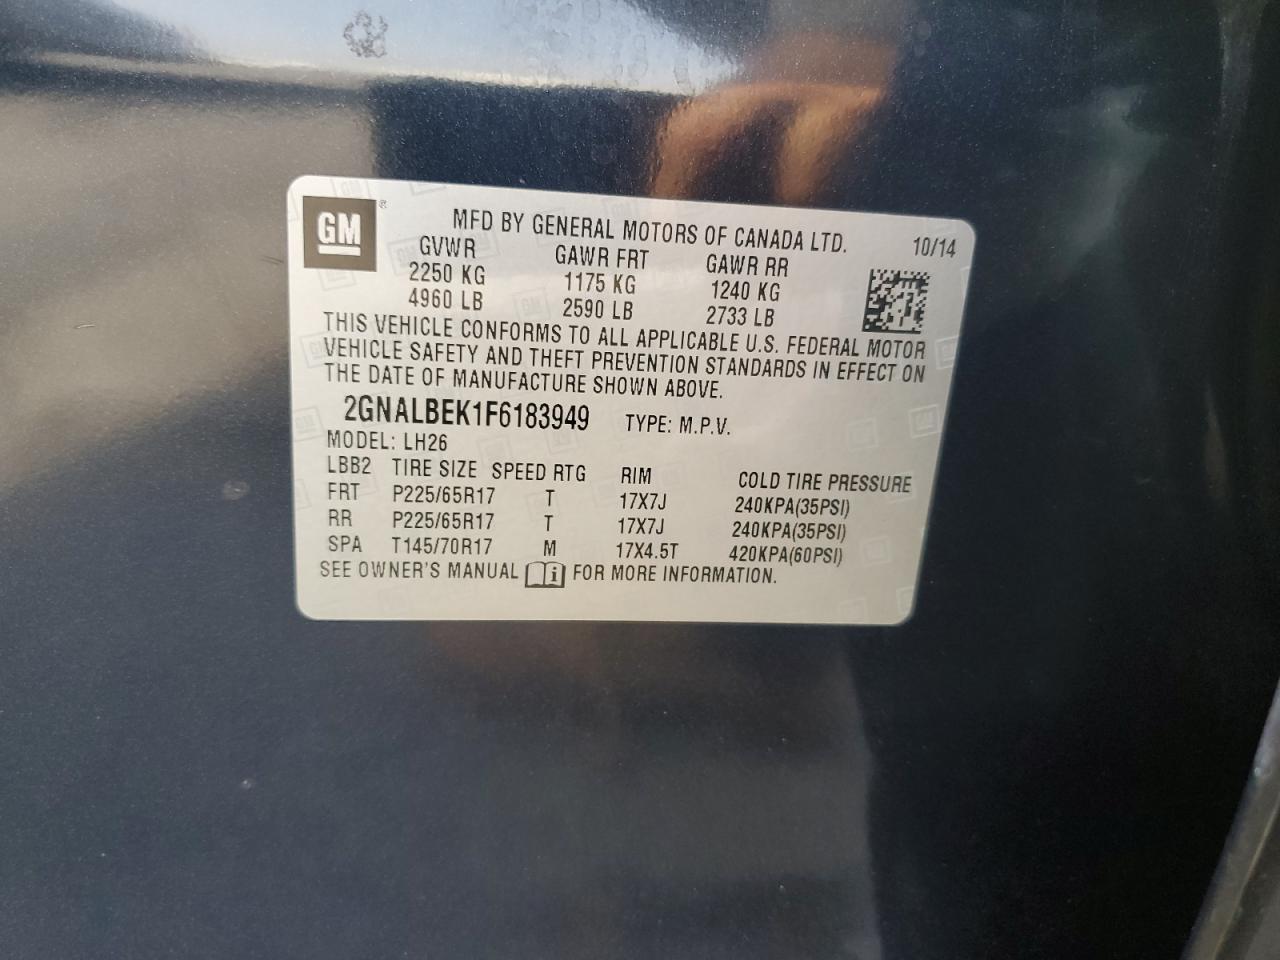 GM ®
MFD BY GENERAL MOTORS OF CANADA LTD. 10/14
GVWR GAWR FRT GAWR RR
2250 KG 1175 KG 1240 KG
4960 LB 2590 LB 2733 LB
THIS VEHICLE CONFORMS TO ALL APPLICABLE U.S. FEDERAL MOTOR
VEHICLE SAFETY AND THEFT PREVENTION STANDARDS IN EFFECT ON
THE DATE OF MANUFACTURE SHOWN ABOVE.
2GNALBEK1F6183949 TYPE: M.P.V.
MODEL: LH26
LBB2 TIRE SIZE SPEED RTG RIM COLD TIRE PRESSURE
FRT P225/65R17 T 17X7J 240KPA(35PSI)
RR P225/65R17 T 17X7J 240KPA(35PSI)
SPA T145/70R17 M 17X4.5T 420KPA(60PSI)
SEE OWNER'S MANUAL i FOR MORE INFORMATION.